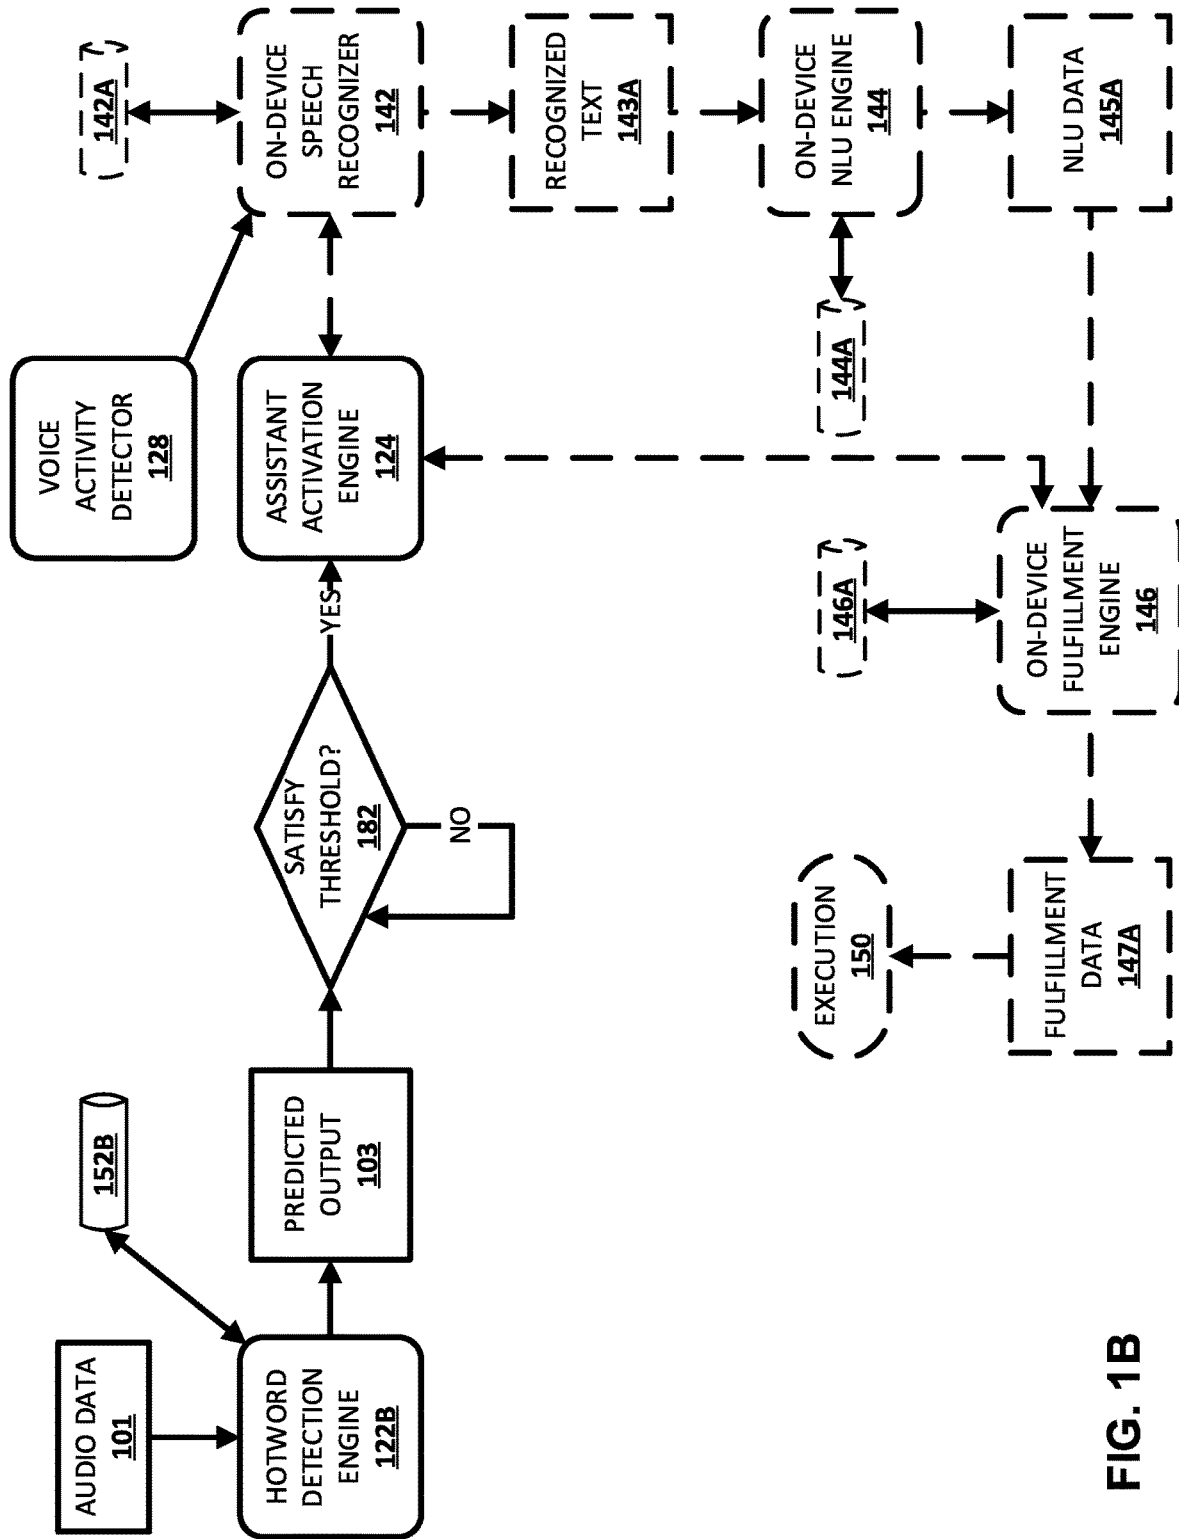 AUDIO DATA
101
HOTWORD
DETECTION
ENGINE
122B
152B
PREDICTED
OUTPUT
103
SATISFY
THRESHOLD?
182
NO
YES
VOICE
ACTIVITY
DETECTOR
128
ASSISTANT
ACTIVATION
ENGINE
124
142A
ON-DEVICE
SPEECH
RECOGNIZER
142
RECOGNIZED
TEXT
143A
ON-DEVICE
NLU ENGINE
144
144A
NLU DATA
145A
146A
ON-DEVICE
FULFILLMENT
ENGINE
146
FULFILLMENT
DATA
147A
EXECUTION
150
FIG. 1B